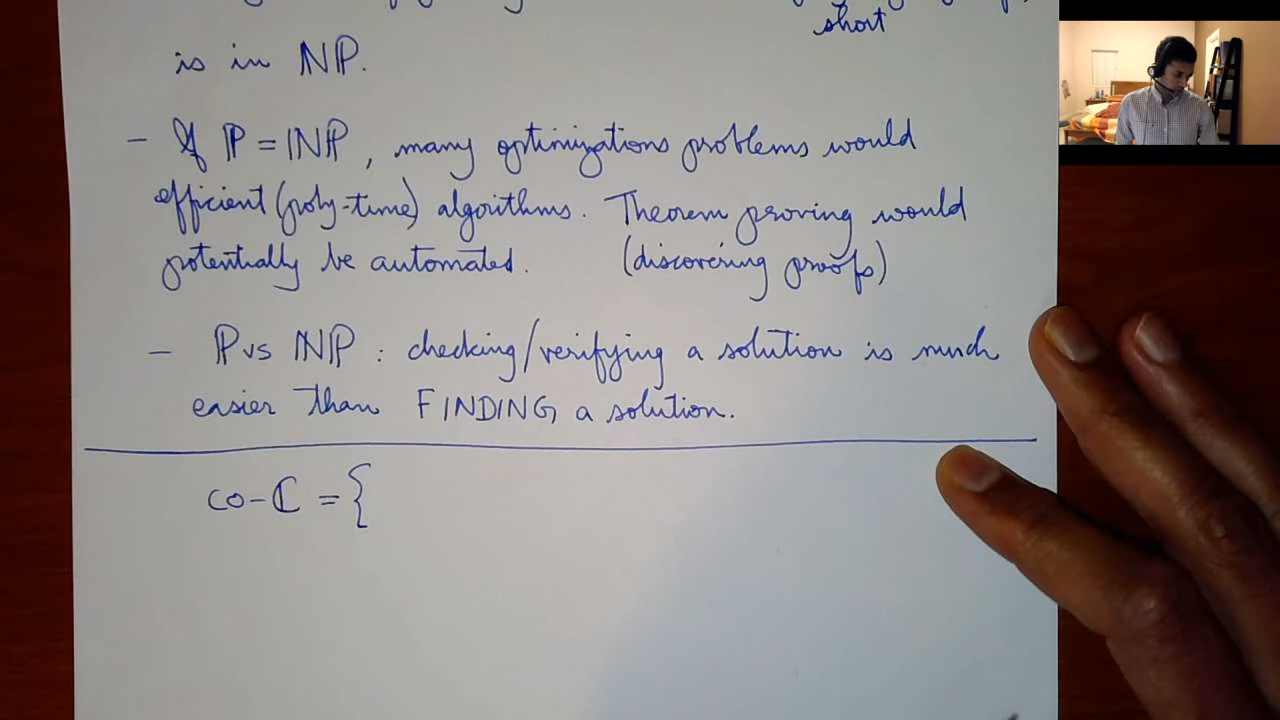 short
is in NP.
- If P = NP, many optimizations problems would
efficient (poly-time) algorithms. Theorem proving would
potentially be automated. (discovering proofs)
- P vs NP : checking/verifying a solution is much
easier than FINDING a solution.
co-C = {